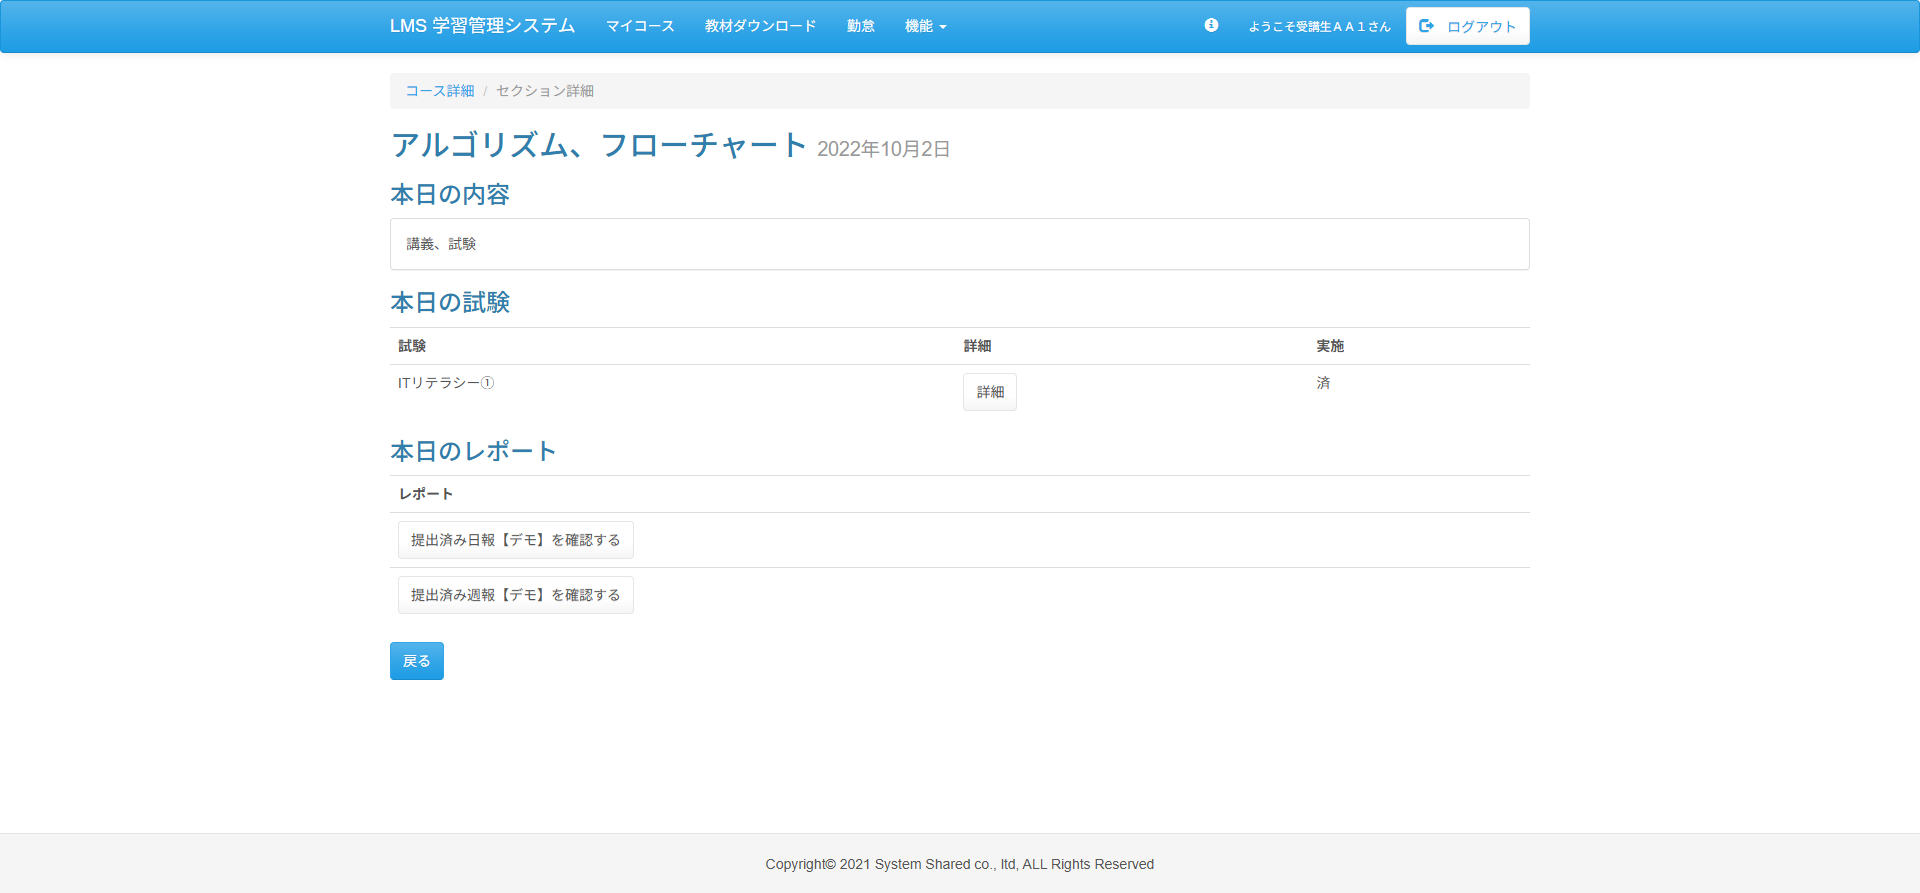 LMS 学習管理システム マイコース 教材ダウンロード 勤怠 機能 ようこそ受講生ＡＡ１さん ログアウト
コース詳細 / セクション詳細
アルゴリズム、フローチャート 2022年10月2日
本日の内容
講義、試験
本日の試験
試験 詳細 実施
ITリテラシー① 詳細 済
本日のレポート
レポート
提出済み日報【デモ】を確認する
提出済み週報【デモ】を確認する
戻る
Copyright© 2021 System Shared co., ltd, ALL Rights Reserved